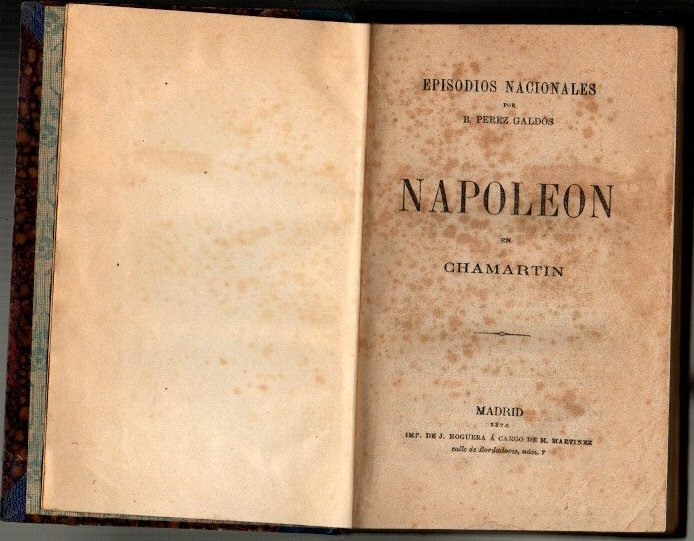 EPISODIOS NACIONALES
POR
B. PEREZ GALDÓS
NAPOLEON
EN
CHAMARTIN
MADRID
1874
IMP. DE J. NOGUERA Á CARGO DE M. MARTINEZ
calle de Bordadores, núm. 7